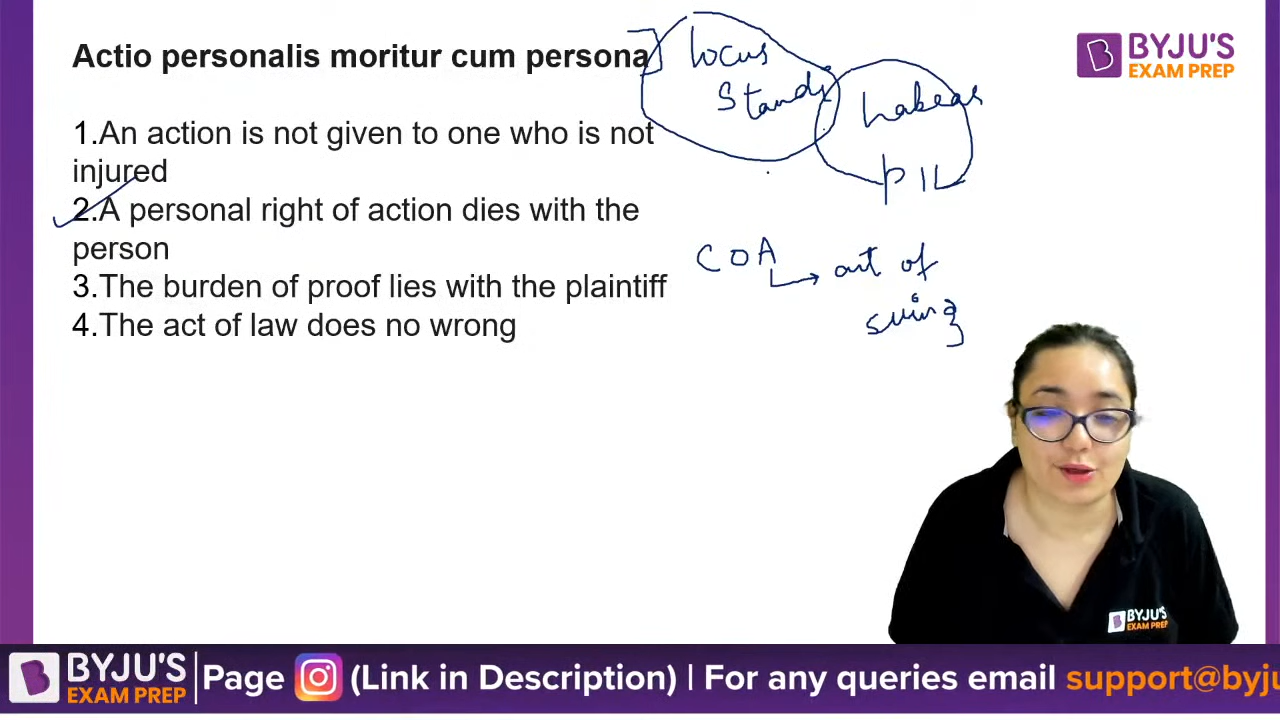 Actio personalis moritur cum persona
1.An action is not given to one who is not
injured
2.A personal right of action dies with the
person
3.The burden of proof lies with the plaintiff
4.The act of law does no wrong
locus
Standi
habeas
PIL
COA
art of
suing
BYJU'S
EXAM PREP
BYJU'S
EXAM PREP
BYJU'S
EXAM PREP
Page (Link in Description) | For any queries email support@byju